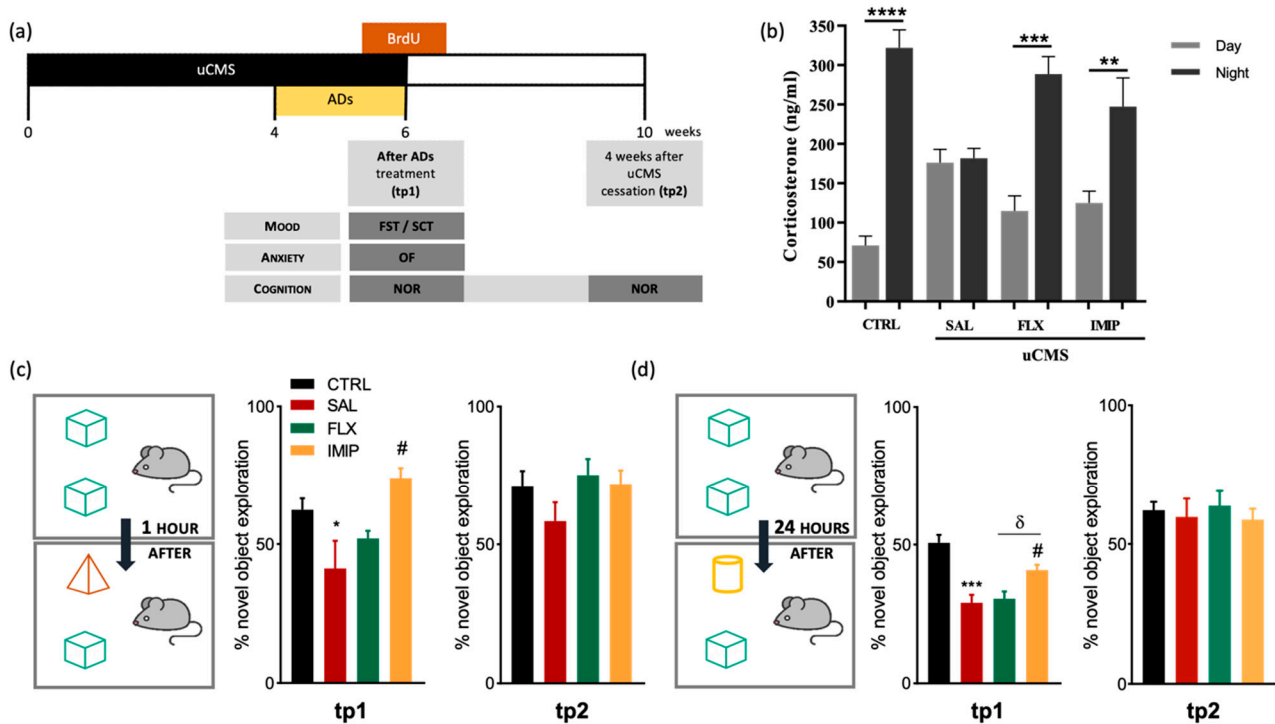 (a)
BrdU
uCMS
ADs
0
4
6
10
weeks
After ADs
treatment
(tp1)
4 weeks after
uCMS
cessation (tp2)
MOOD
FST / SCT
ANXIETY
OF
COGNITION
NOR
NOR
(b)
Corticosterone (ng/ml)
350
300
250
200
150
100
50
0
****
***
**
Day
Night
CTRL
SAL
FLX
IMIP
uCMS
(c)
1 HOUR
AFTER
% novel object exploration
100
50
0
CTRL
SAL
FLX
IMIP
*
#
tp1
% novel object exploration
100
50
0
tp2
(d)
24 HOURS
AFTER
% novel object exploration
100
50
0
***
δ
#
tp1
% novel object exploration
100
50
0
tp2